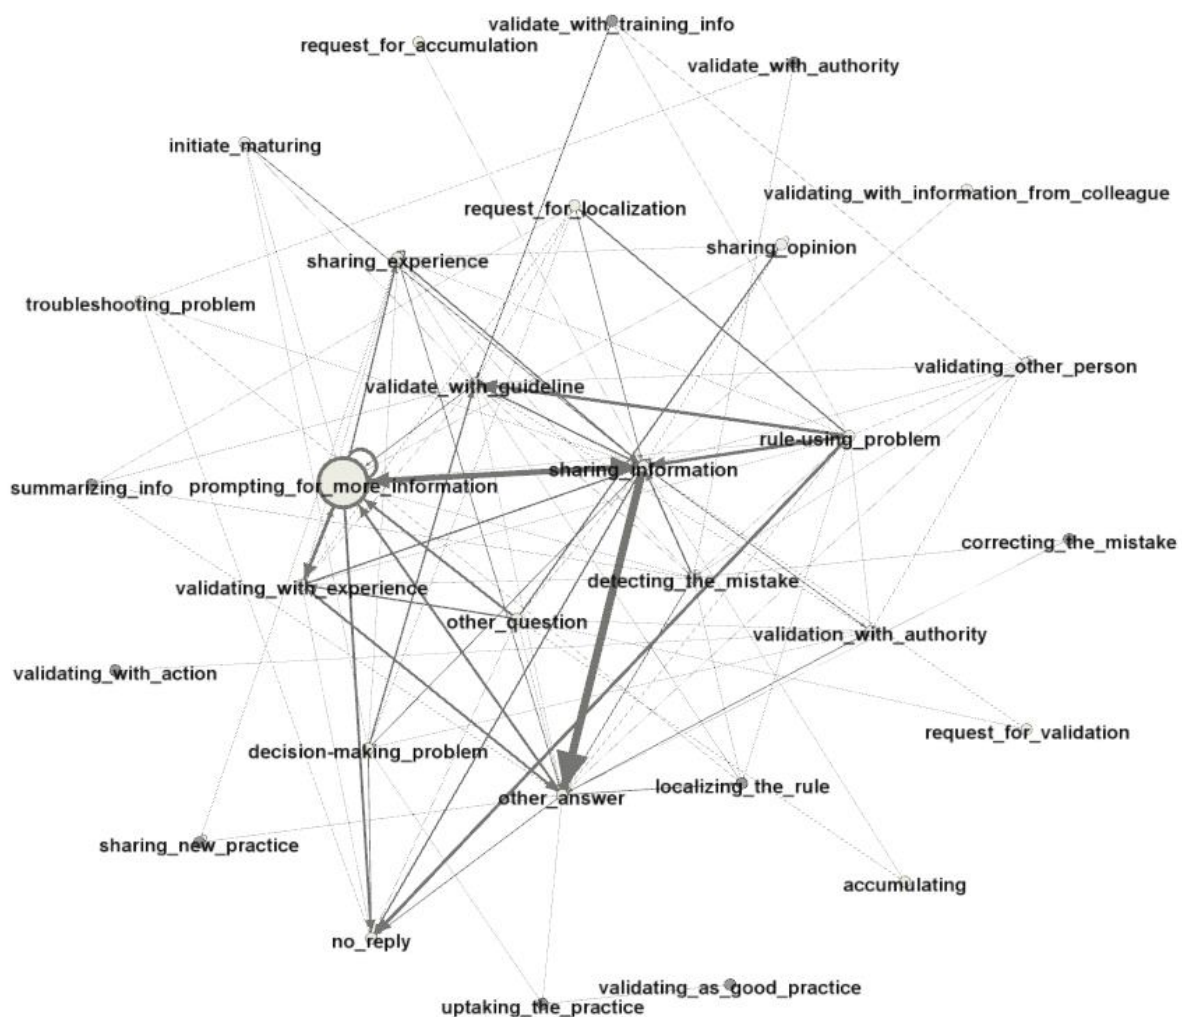 validate_with_training_info
request_for_accumulation
validate_with_authority
initiate_maturing
validating_with_information_from_colleague
request_for_localization
sharing_opinion
sharing_experience
troubleshooting_problem
validating_other_person
validate_with_guideline
rule-using_problem
sharing_information
summarizing_info
prompting_for_more_information
correcting_the_mistake
detecting_the_mistake
validating_with_experience
other_question
validation_with_authority
validating_with_action
request_for_validation
decision-making_problem
localizing_the_rule
other_answer
sharing_new_practice
accumulating
no_reply
validating_as_good_practice
uptaking_the_practice